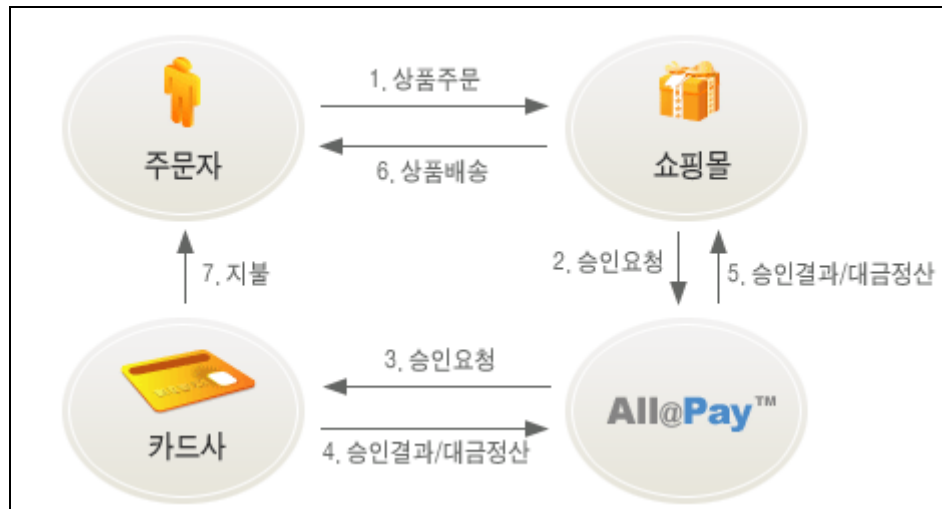 1. 상품주문
주문자
쇼핑몰
6. 상품배송
2. 승인요청
7. 지불
5. 승인결과/대금정산
3. 승인요청
All@Pay™
카드사
4. 승인결과/대금정산